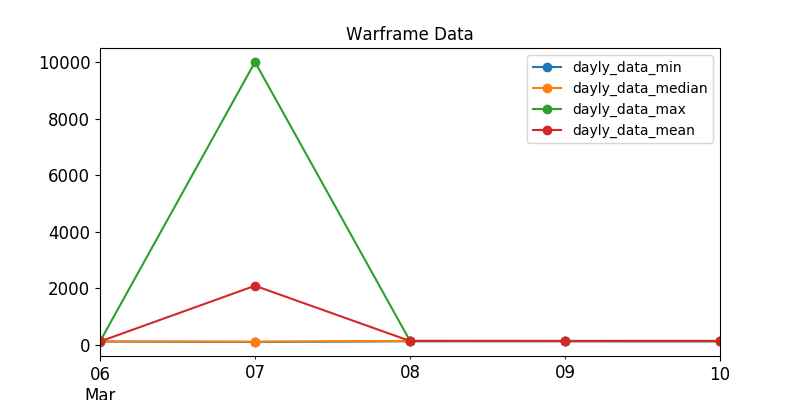 Warframe Data
dayly_data_min
dayly_data_median
dayly_data_max
dayly_data_mean
10000
8000
6000
4000
2000
0
06 07 08 09 10
Mar